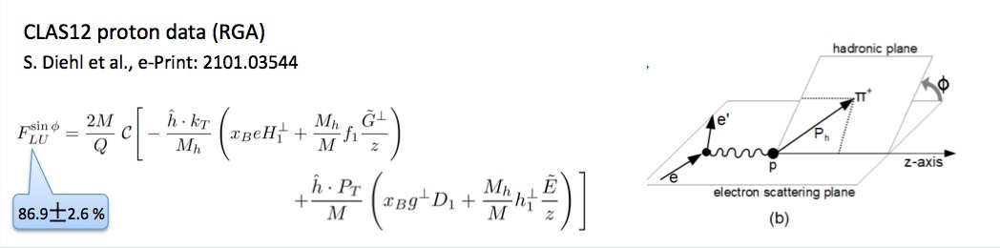 CLAS12 proton data (RGA)
S. Diehl et al., e-Print: 2101.03544
F_{LU}^{\sin\phi} = \frac{2M}{Q} \mathcal{C} \Big[ - \frac{\hat{h} \cdot k_T}{M_h} \Big( x_B e H_1^{\perp} + \frac{M_h}{M} f_1 \frac{\tilde{G}^{\perp}}{z} \Big)
+ \frac{\hat{h} \cdot P_T}{M} \Big( x_B g^{\perp} D_1 + \frac{M_h}{M} h_1^{\perp} \frac{\tilde{E}}{z} \Big) \Big]
86.9±2.6 %
hadronic plane
ϕ
π⁺
e'
P_h
p
z-axis
e
electron scattering plane
(b)